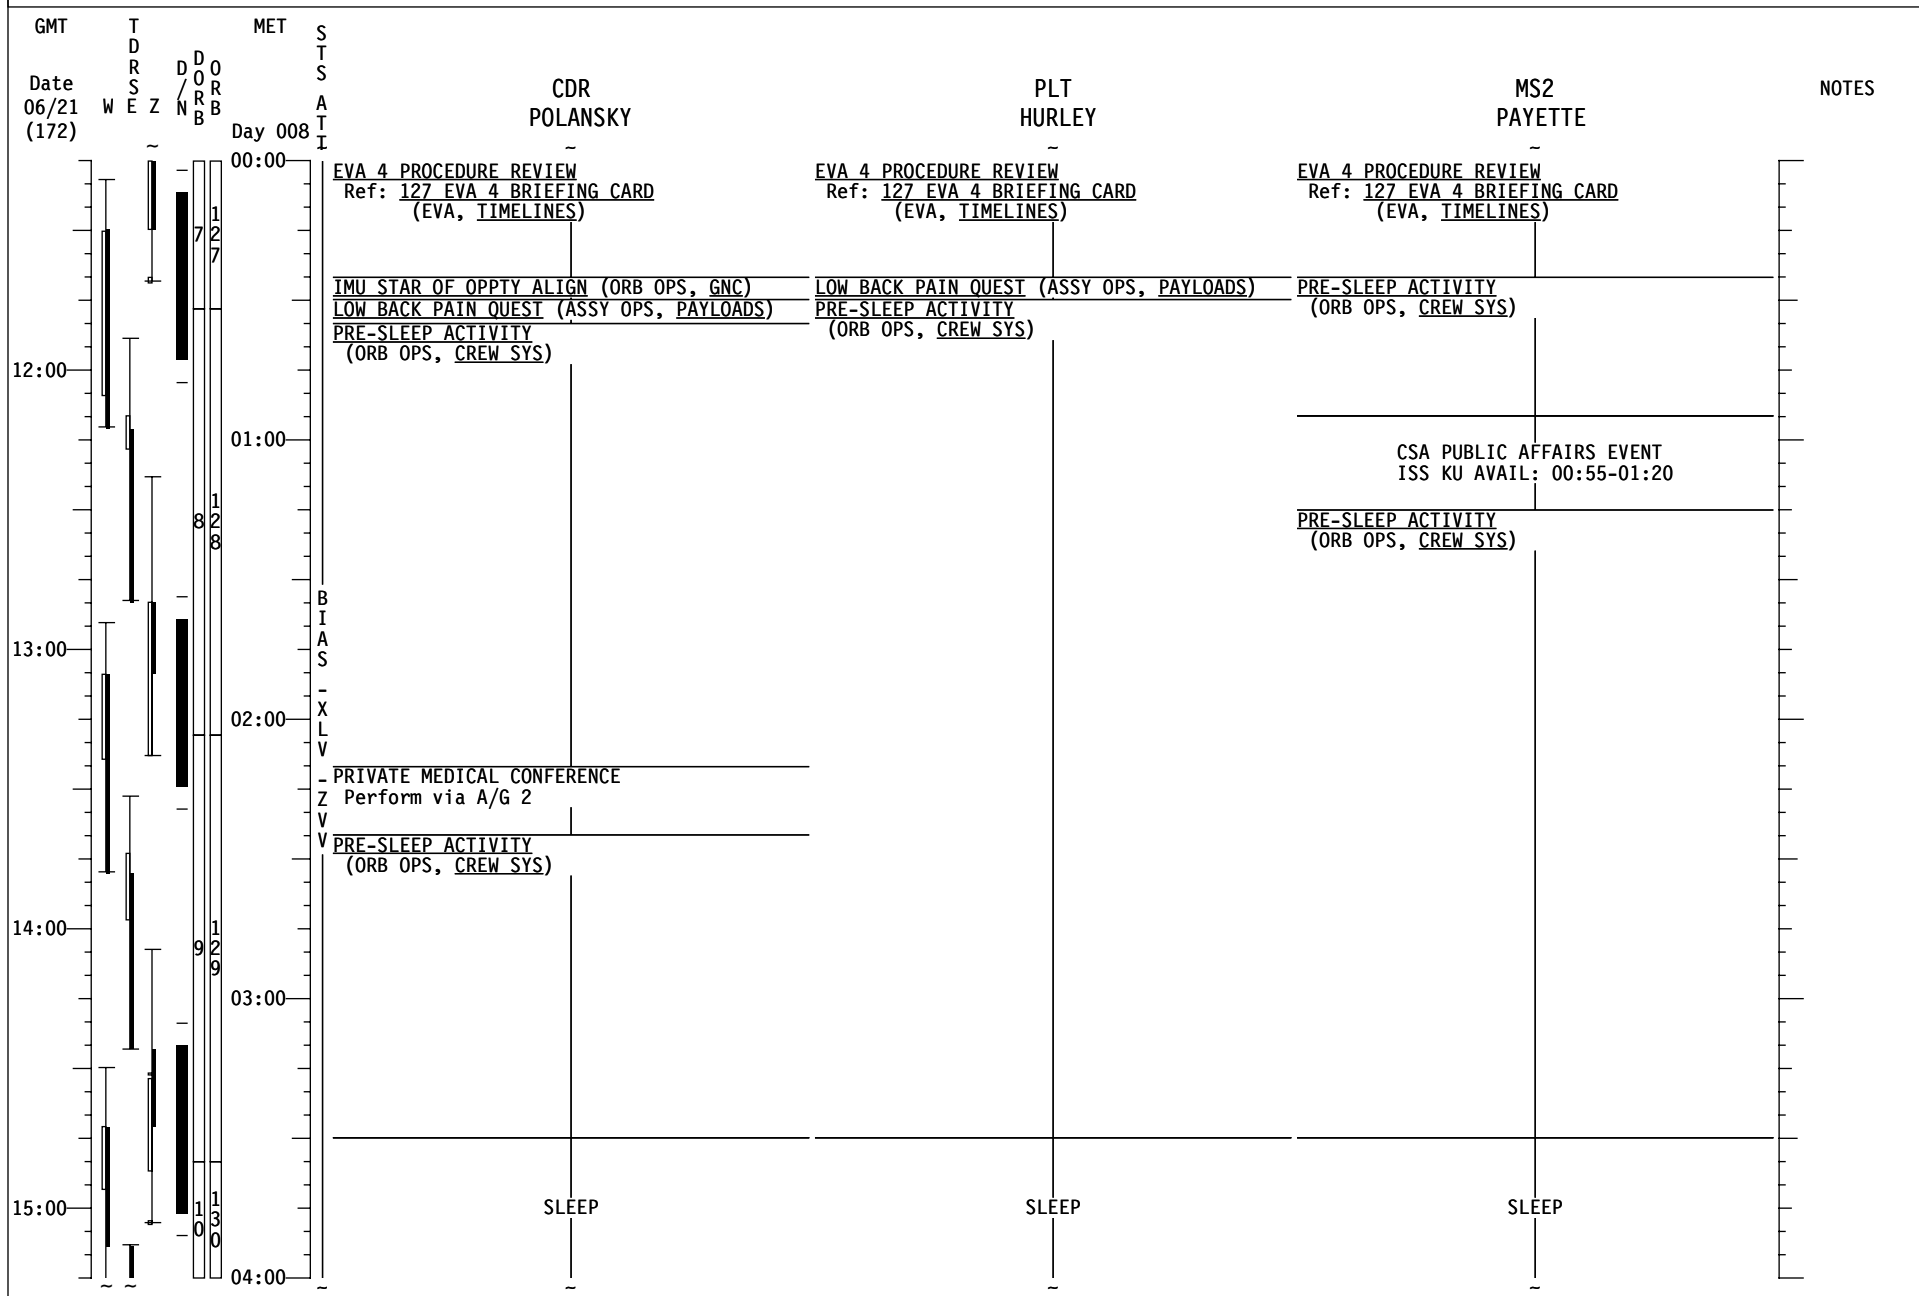 GMT
TDRS
MET
STS ATT
Date
06/21
(172)
W E Z
D/N
DORB
ORB
Day 008
CDR
POLANSKY
PLT
HURLEY
MS2
PAYETTE
NOTES
~
~ ~ ~
00:00
EVA 4 PROCEDURE REVIEW
Ref: 127 EVA 4 BRIEFING CARD
(EVA, TIMELINES)
EVA 4 PROCEDURE REVIEW
Ref: 127 EVA 4 BRIEFING CARD
(EVA, TIMELINES)
EVA 4 PROCEDURE REVIEW
Ref: 127 EVA 4 BRIEFING CARD
(EVA, TIMELINES)
7
127
IMU STAR OF OPPTY ALIGN (ORB OPS, GNC)
LOW BACK PAIN QUEST (ASSY OPS, PAYLOADS)
PRE-SLEEP ACTIVITY
(ORB OPS, CREW SYS)
LOW BACK PAIN QUEST (ASSY OPS, PAYLOADS)
PRE-SLEEP ACTIVITY
(ORB OPS, CREW SYS)
PRE-SLEEP ACTIVITY
(ORB OPS, CREW SYS)
12:00
01:00
CSA PUBLIC AFFAIRS EVENT
ISS KU AVAIL: 00:55-01:20
8
128
PRE-SLEEP ACTIVITY
(ORB OPS, CREW SYS)
BIAS -XLV -ZVV
13:00
02:00
PRIVATE MEDICAL CONFERENCE
Perform via A/G 2
PRE-SLEEP ACTIVITY
(ORB OPS, CREW SYS)
14:00
9
129
03:00
15:00
10
130
SLEEP
SLEEP
SLEEP
04:00
~ ~ ~ ~ ~ ~